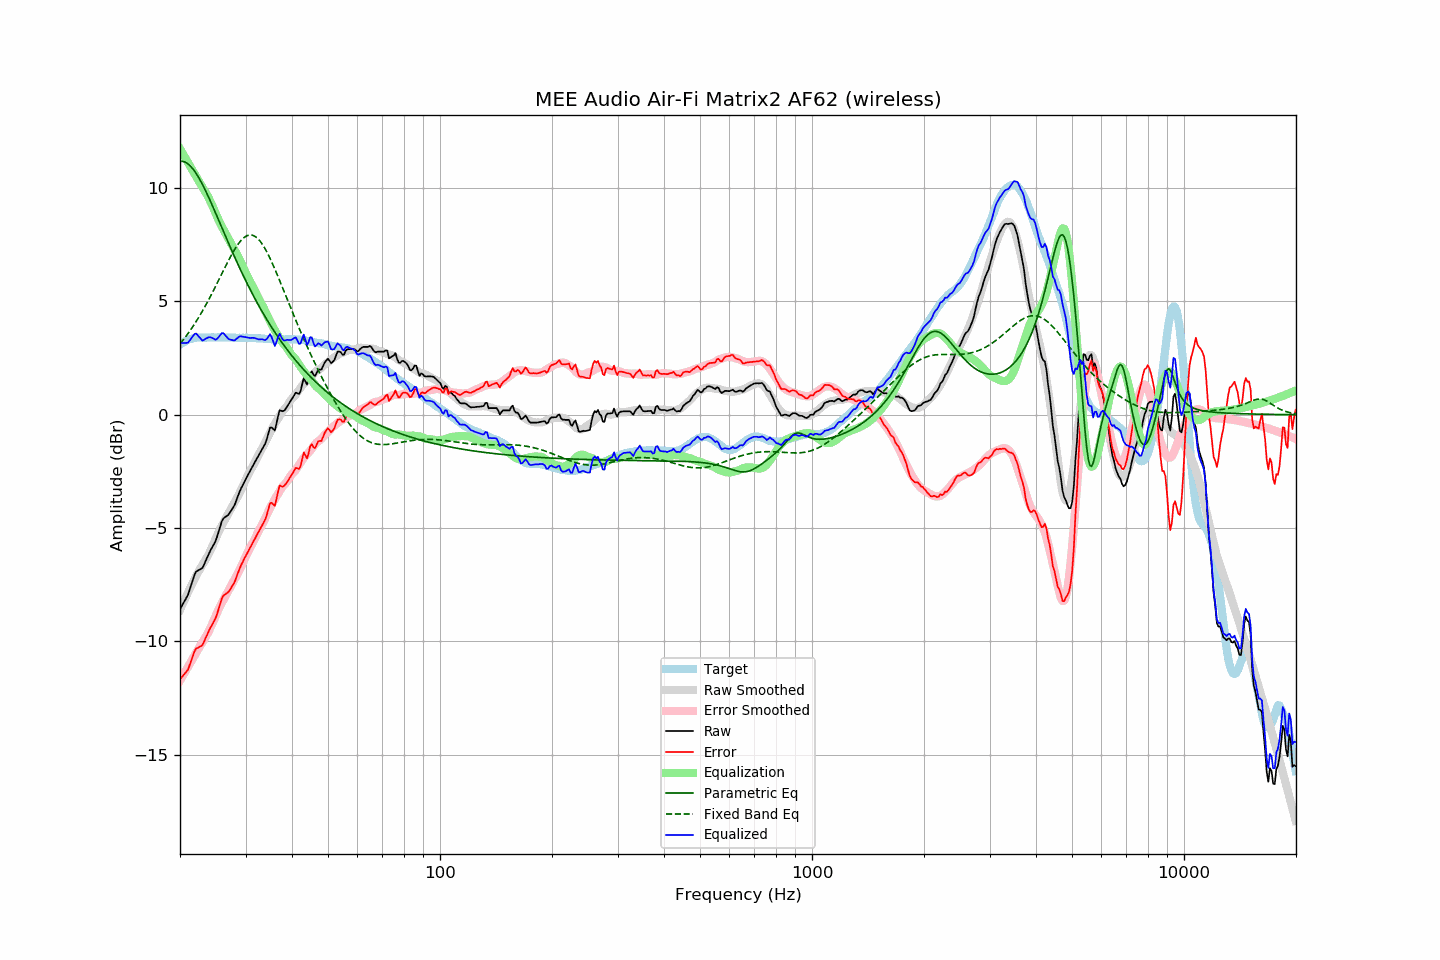 MEE Audio Air-Fi Matrix2 AF62 (wireless)
Amplitude (dBr)
10
5
0
−5
−10
−15
Target
Raw Smoothed
Error Smoothed
Raw
Error
Equalization
Parametric Eq
Fixed Band Eq
Equalized
100
1000
10000
Frequency (Hz)